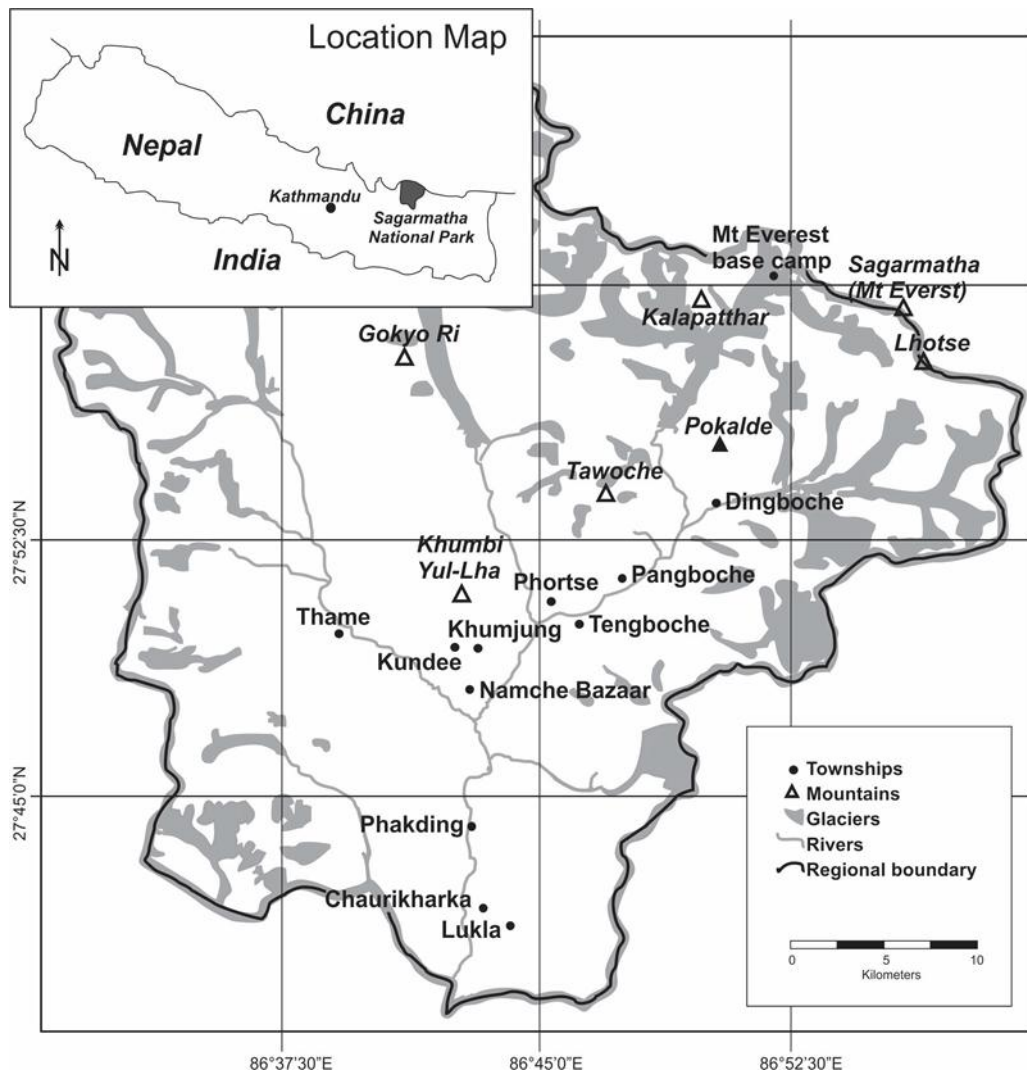 Location Map
China
Nepal
Kathmandu
Sagarmatha
National Park
N
India
Mt Everest
base camp
Sagarmatha
(Mt Everst)
Kalapatthar
Gokyo Ri
Lhotse
Pokalde
Tawoche
Dingboche
27°52'30"N
Khumbi
Yul-Lha
Phortse
Pangboche
Thame
Khumjung
Tengboche
Kundee
Namche Bazaar
27°45'0"N
Phakding
Chaurikharka
Lukla
Townships
Mountains
Glaciers
Rivers
Regional boundary
0 5 10
Kilometers
86°37'30"E 86°45'0"E 86°52'30"E